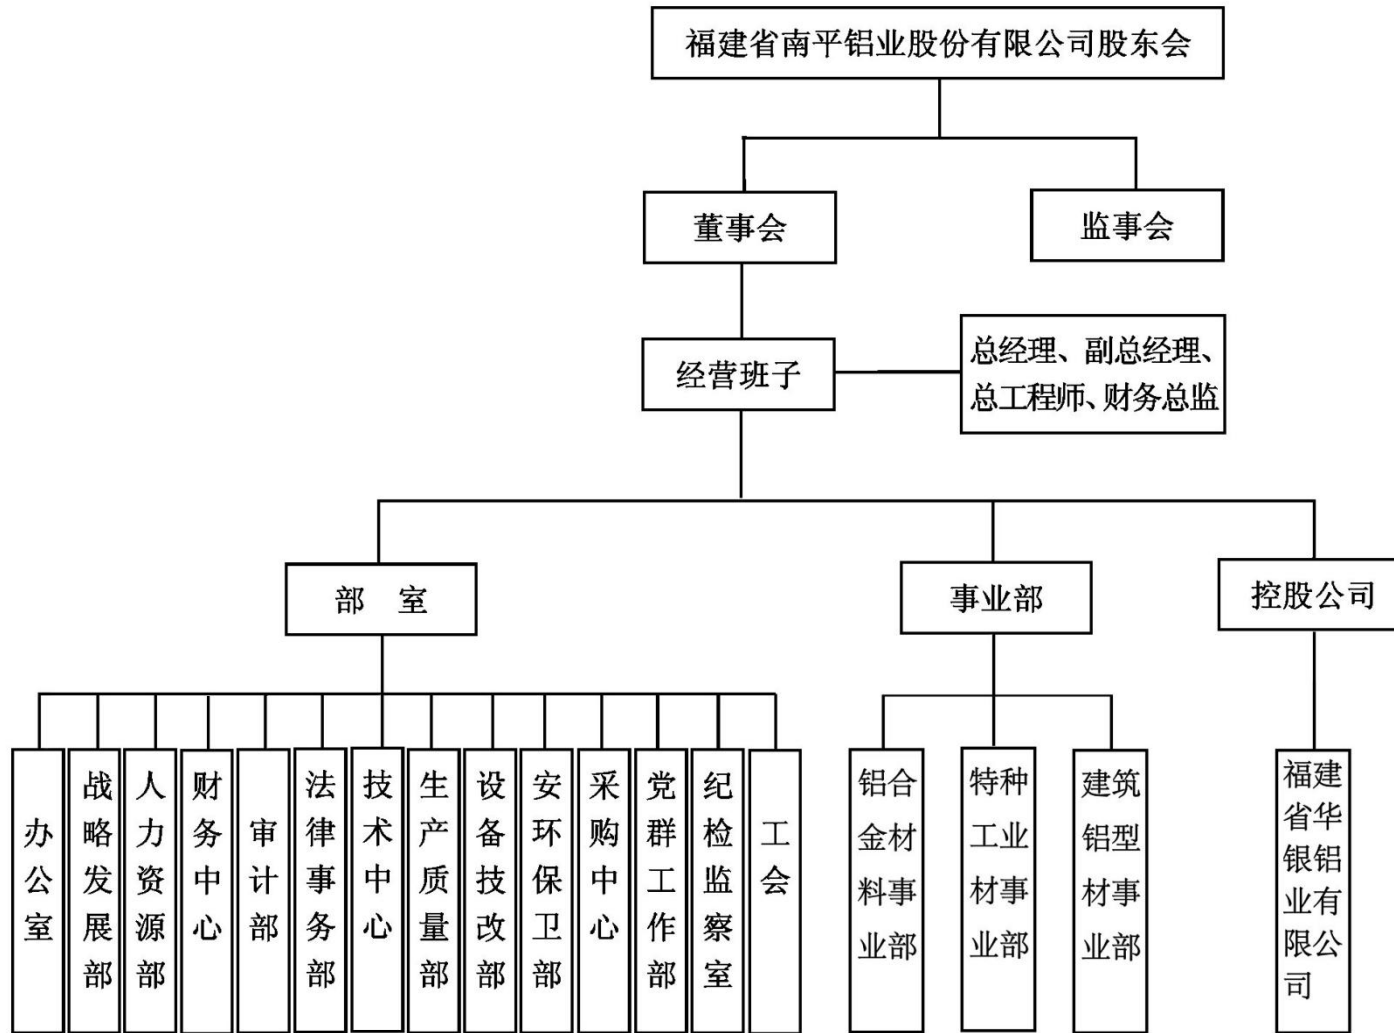 福建省南平铝业股份有限公司股东会
董事会
监事会
经营班子
总经理、副总经理、
总工程师、财务总监
部 室
事业部
控股公司
办公室
战略发展部
人力资源部
财务中心
审计部
法律事务部
技术中心
生产质量部
设备技改部
安环保卫部
采购中心
党群工作部
纪检监察室
工会
铝合
金材
料事
业部
特种
工业
材事
业部
建筑
铝型
材事
业部
福建
省华
银铝
业有
限公
司